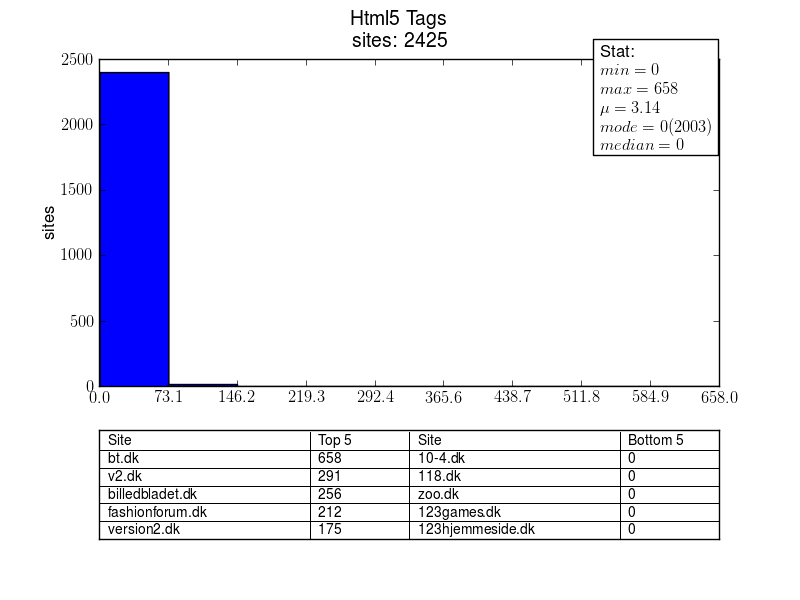 Html5 Tags
sites: 2425
Stat:
min = 0
max = 658
μ = 3.14
mode = 0(2003)
median = 0
2500
2000
1500
1000
500
0
sites
0.0 73.1 146.2 219.3 292.4 365.6 438.7 511.8 584.9 658.0
Site Top 5 Site Bottom 5
bt.dk 658 10-4.dk 0
v2.dk 291 118.dk 0
billedbladet.dk 256 zoo.dk 0
fashionforum.dk 212 123games.dk 0
version2.dk 175 123hjemmeside.dk 0